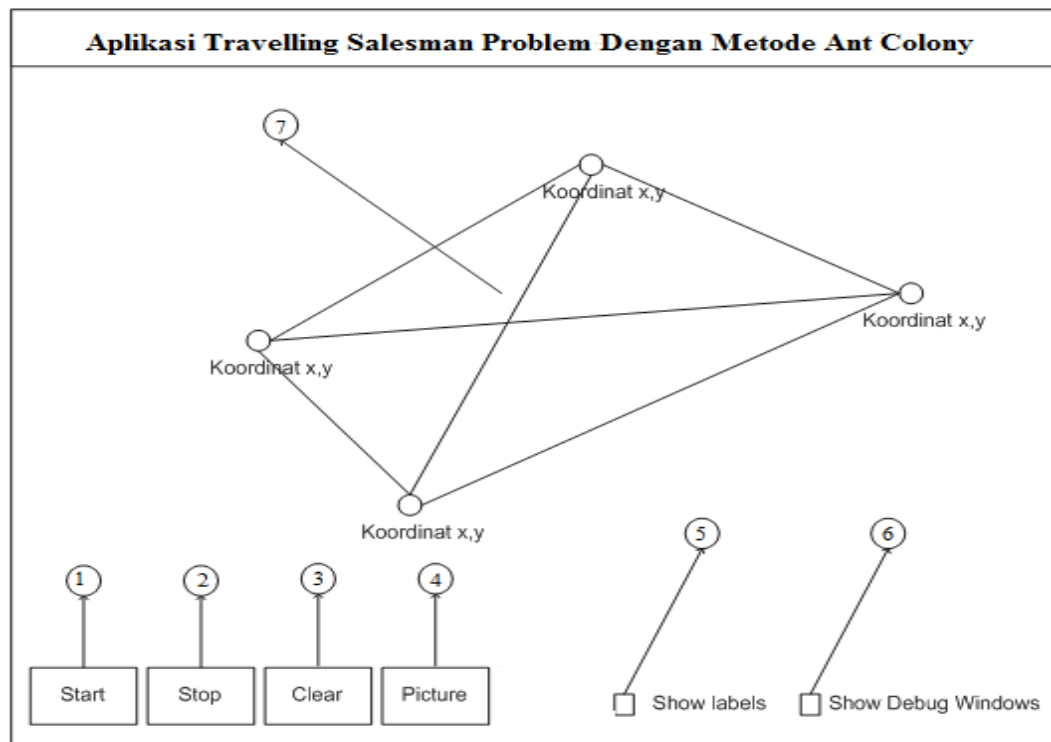 Aplikasi Travelling Salesman Problem Dengan Metode Ant Colony
7
Koordinat x,y
Koordinat x,y
Koordinat x,y
Koordinat x,y
5
6
1
2
3
4
Start
Stop
Clear
Picture
Show labels
Show Debug Windows